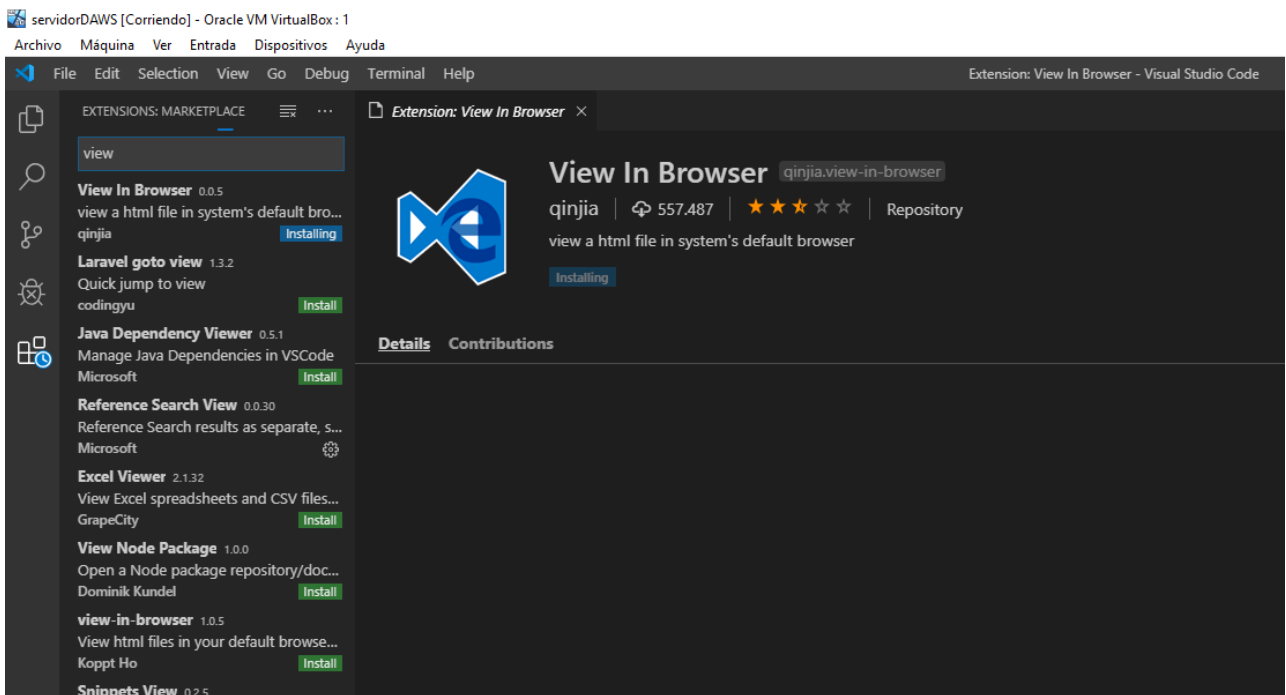 servidorDAWS [Corriendo] - Oracle VM VirtualBox : 1
Archivo Máquina Ver Entrada Dispositivos Ayuda
File Edit Selection View Go Debug Terminal Help Extension: View In Browser - Visual Studio Code
EXTENSIONS: MARKETPLACE
Extension: View In Browser
view
View In Browser 0.0.5
view a html file in system's default bro...
qinjia Installing
Laravel goto view 1.3.2
Quick jump to view
codingyu Install
Java Dependency Viewer 0.5.1
Manage Java Dependencies in VSCode
Microsoft Install
Reference Search View 0.0.30
Reference Search results as separate, s...
Microsoft
Excel Viewer 2.1.32
View Excel spreadsheets and CSV files...
GrapeCity Install
View Node Package 1.0.0
Open a Node package repository/doc...
Dominik Kundel Install
view-in-browser 1.0.5
View html files in your default browse...
Koppt Ho Install
Snippets View 0.2.5
View In Browser qinjia.view-in-browser
qinjia 557.487 Repository
view a html file in system's default browser
Installing
Details Contributions